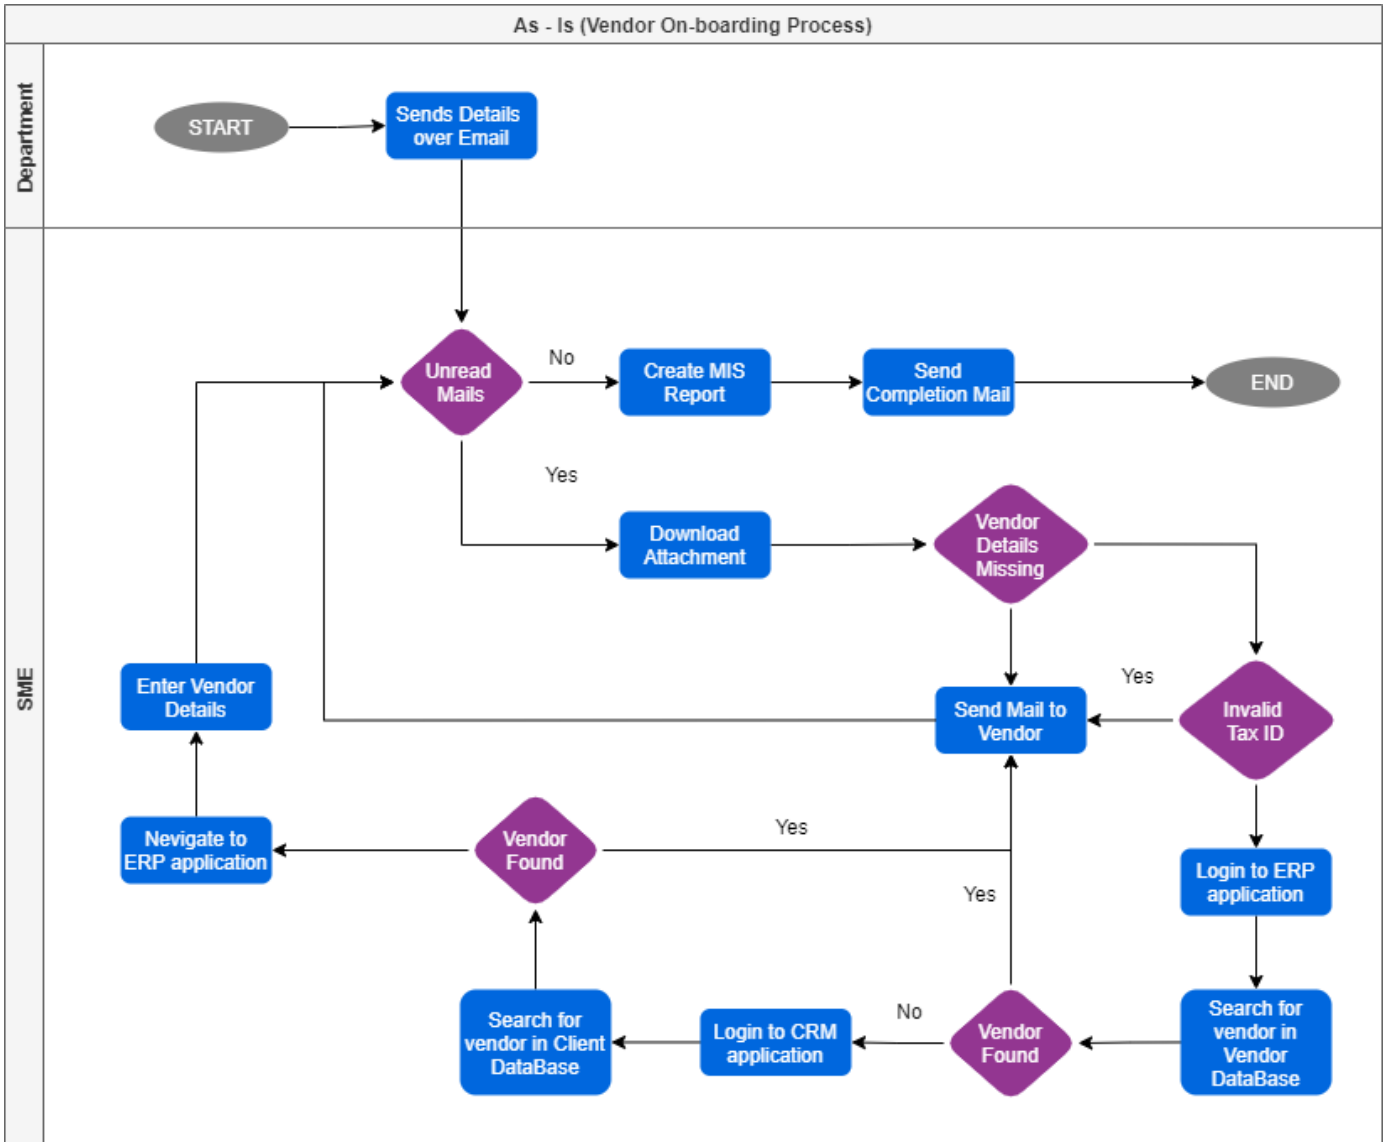 As - Is (Vendor On-boarding Process)
Department
START
Sends Details
over Email
SME
Unread
Mails
No
Create MIS
Report
Send
Completion Mail
END
Yes
Download
Attachment
Vendor
Details
Missing
Enter Vendor
Details
Send Mail to
Vendor
Yes
Invalid
Tax ID
Nevigate to
ERP application
Vendor
Found
Yes
Yes
Login to ERP
application
Search for
vendor in Client
DataBase
Login to CRM
application
No
Vendor
Found
Search for
vendor in
Vendor
DataBase